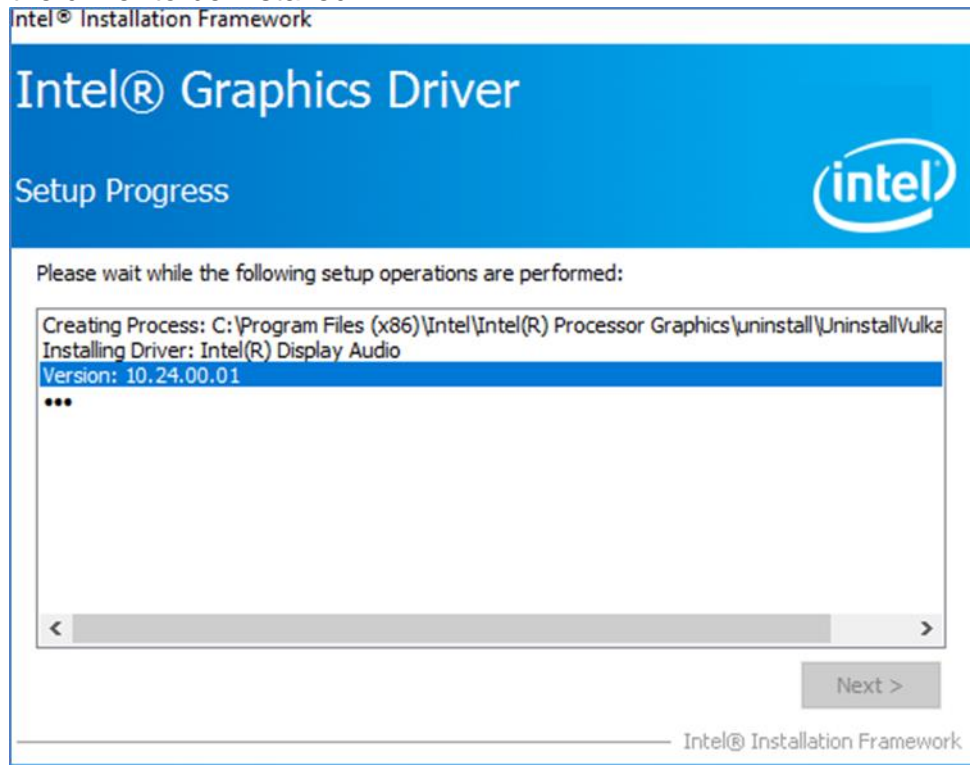 Intel® Installation Framework
Intel® Graphics Driver
intel
Setup Progress
Please wait while the following setup operations are performed:
Creating Process: C:\Program Files (x86)\Intel\Intel(R) Processor Graphics\uninstall\UninstallVulka
Installing Driver: Intel(R) Display Audio
Version: 10.24.00.01
•••
< >
Next >
Intel® Installation Framework